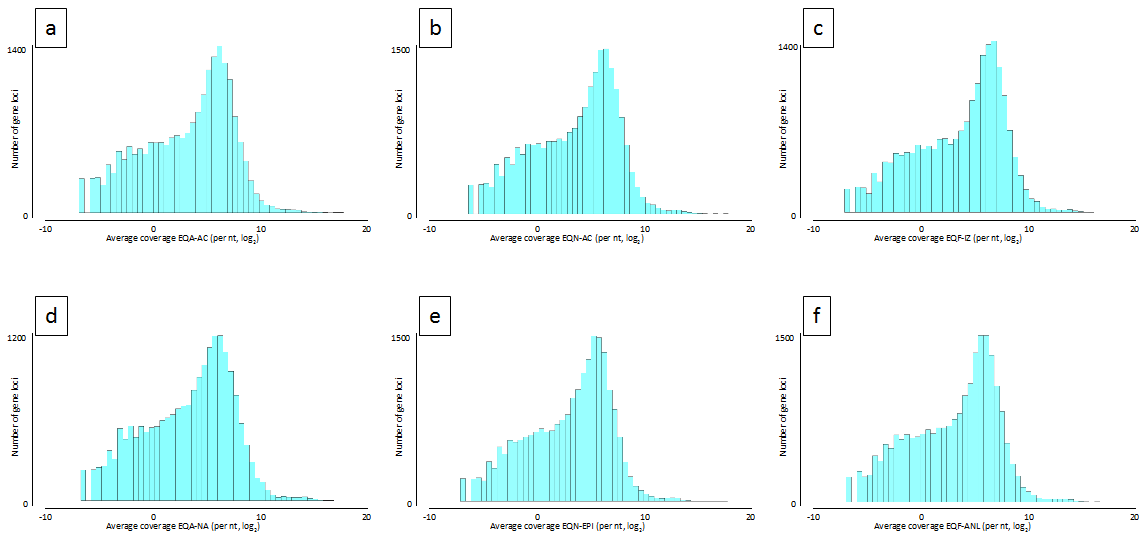 a
1400
Number of gene loci
0
-10 0 10 20
Average coverage EQA-AC (per nt, log2)
b
1500
Number of gene loci
0
-10 0 10 20
Average coverage EQN-AC (per nt, log2)
c
1400
Number of gene loci
0
-10 0 10 20
Average coverage EQF-IZ (per nt, log2)
d
1200
Number of gene loci
0
-10 0 10 20
Average coverage EQA-NA (per nt, log2)
e
1500
Number of gene loci
0
-10 0 10 20
Average coverage EQN-EPI (per nt, log2)
f
1500
Number of gene loci
0
-10 0 10 20
Average coverage EQF-ANL (per nt, log2)